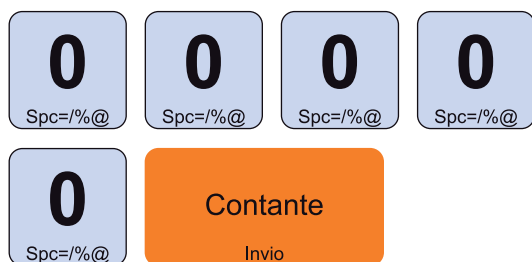 0 0 0 0
Spc=/%@ Spc=/%@ Spc=/%@ Spc=/%@
0
Contante
Spc=/%@ Invio